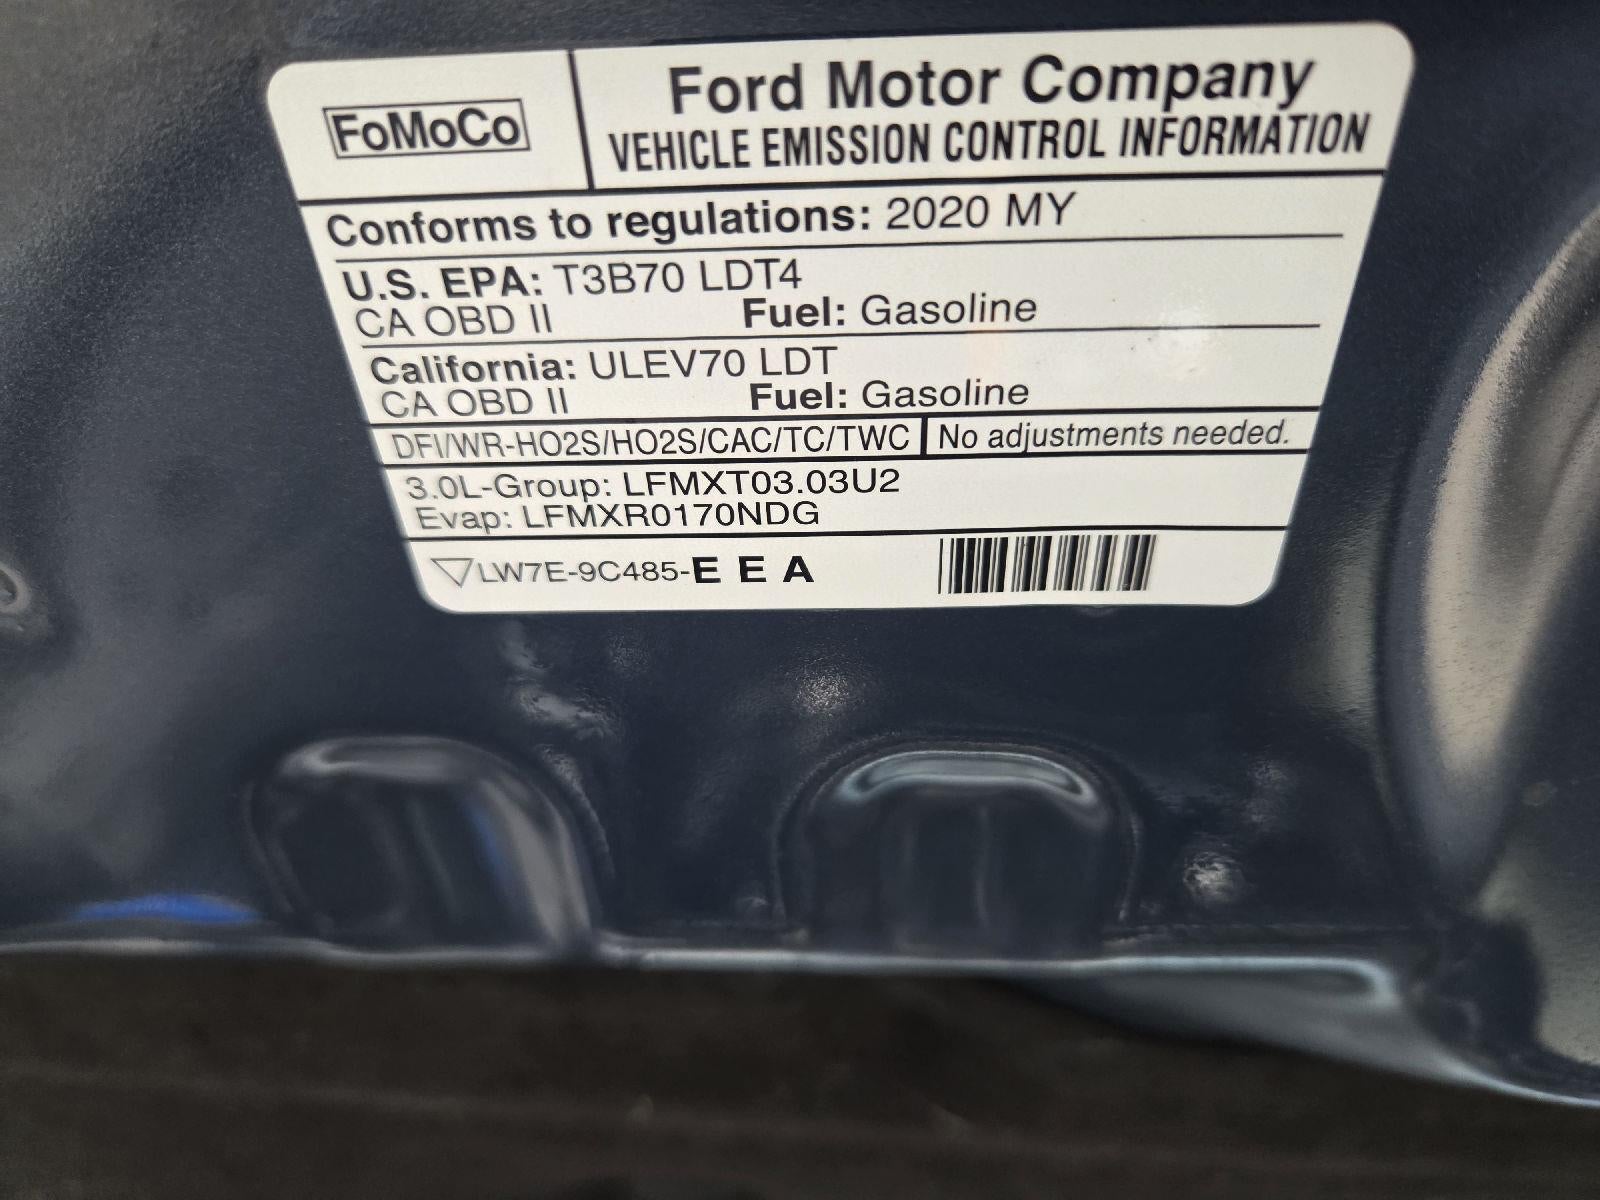 FoMoCo
Ford Motor Company
VEHICLE EMISSION CONTROL INFORMATION
Conforms to regulations: 2020 MY
U.S. EPA: T3B70 LDT4
CA OBD II Fuel: Gasoline
California: ULEV70 LDT
CA OBD II Fuel: Gasoline
DFI/WR-HO2S/HO2S/CAC/TC/TWC No adjustments needed.
3.0L-Group: LFMXT03.03U2
Evap: LFMXR0170NDG
LW7E-9C485-E E A